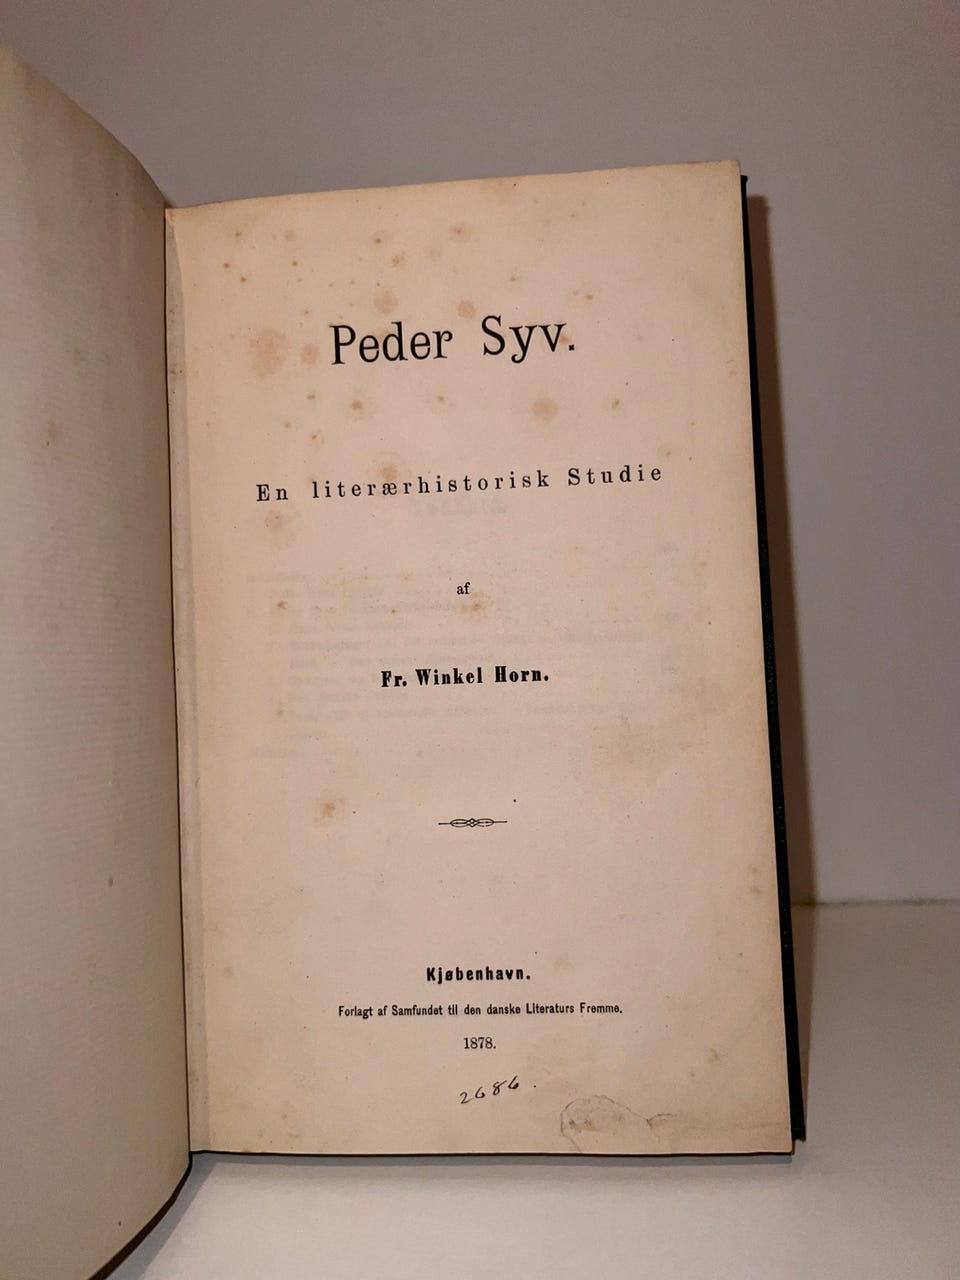 Peder Syv.
En literærhistorisk Studie
af
Fr. Winkel Horn.
Kjøbenhavn.
Forlagt af Samfundet til den danske Literaturs Fremme.
1878.
2686.